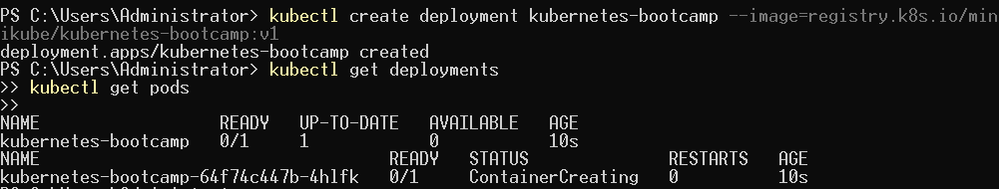 PS C:\Users\Administrator> kubectl create deployment kubernetes-bootcamp --image=registry.k8s.io/min
ikube/kubernetes-bootcamp:v1
deployment.apps/kubernetes-bootcamp created
PS C:\Users\Administrator> kubectl get deployments
>> kubectl get pods
>>
NAME READY UP-TO-DATE AVAILABLE AGE
kubernetes-bootcamp 0/1 1 0 10s
NAME READY STATUS RESTARTS AGE
kubernetes-bootcamp-64f74c447b-4hlfk 0/1 ContainerCreating 0 10s